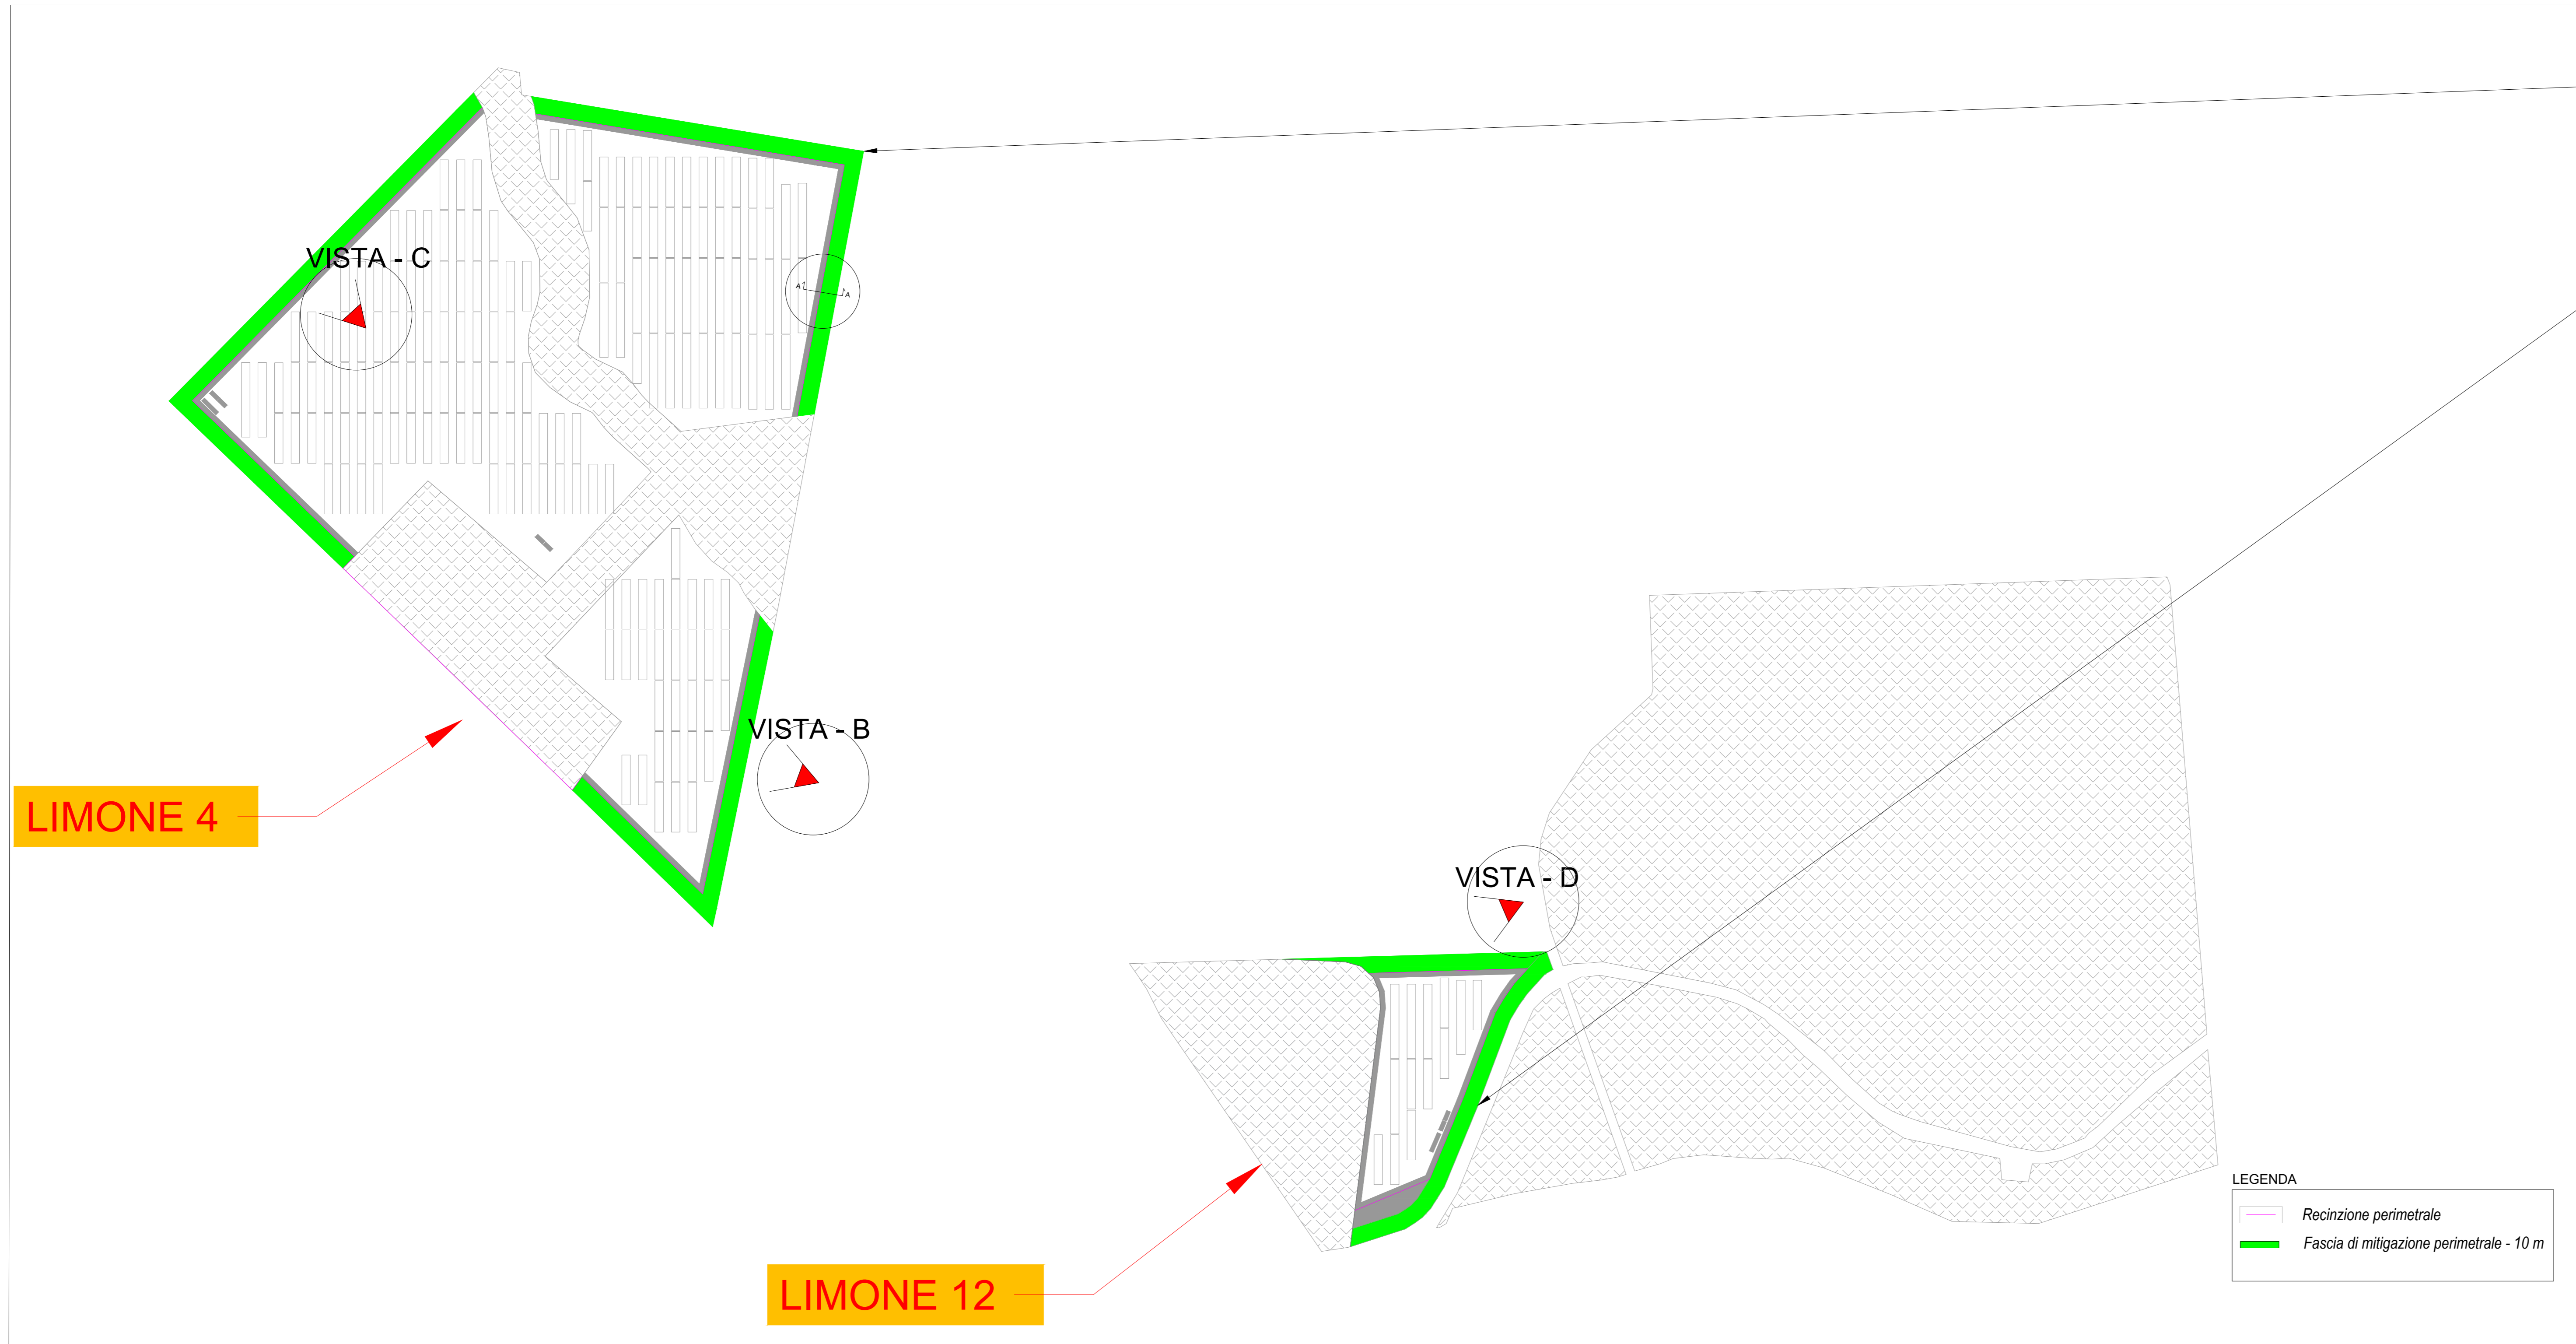 VISTA - C
A
A
VISTA - B
LIMONE 4
VISTA - D
LEGENDA
Recinzione perimetrale
Fascia di mitigazione perimetrale - 10 m
LIMONE 12